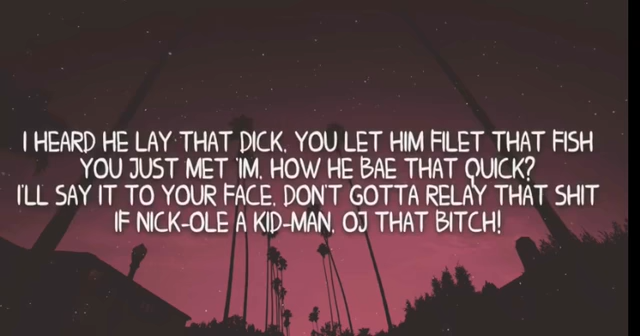 I HEARD HE LAY THAT DICK, YOU LET HIM FILET THAT FISH
YOU JUST MET 'IM, HOW HE BAE THAT QUICK?
I'LL SAY IT TO YOUR FACE, DON'T GOTTA RELAY THAT SHIT
IF NICK-OLE A KID-MAN, OJ THAT BITCH!